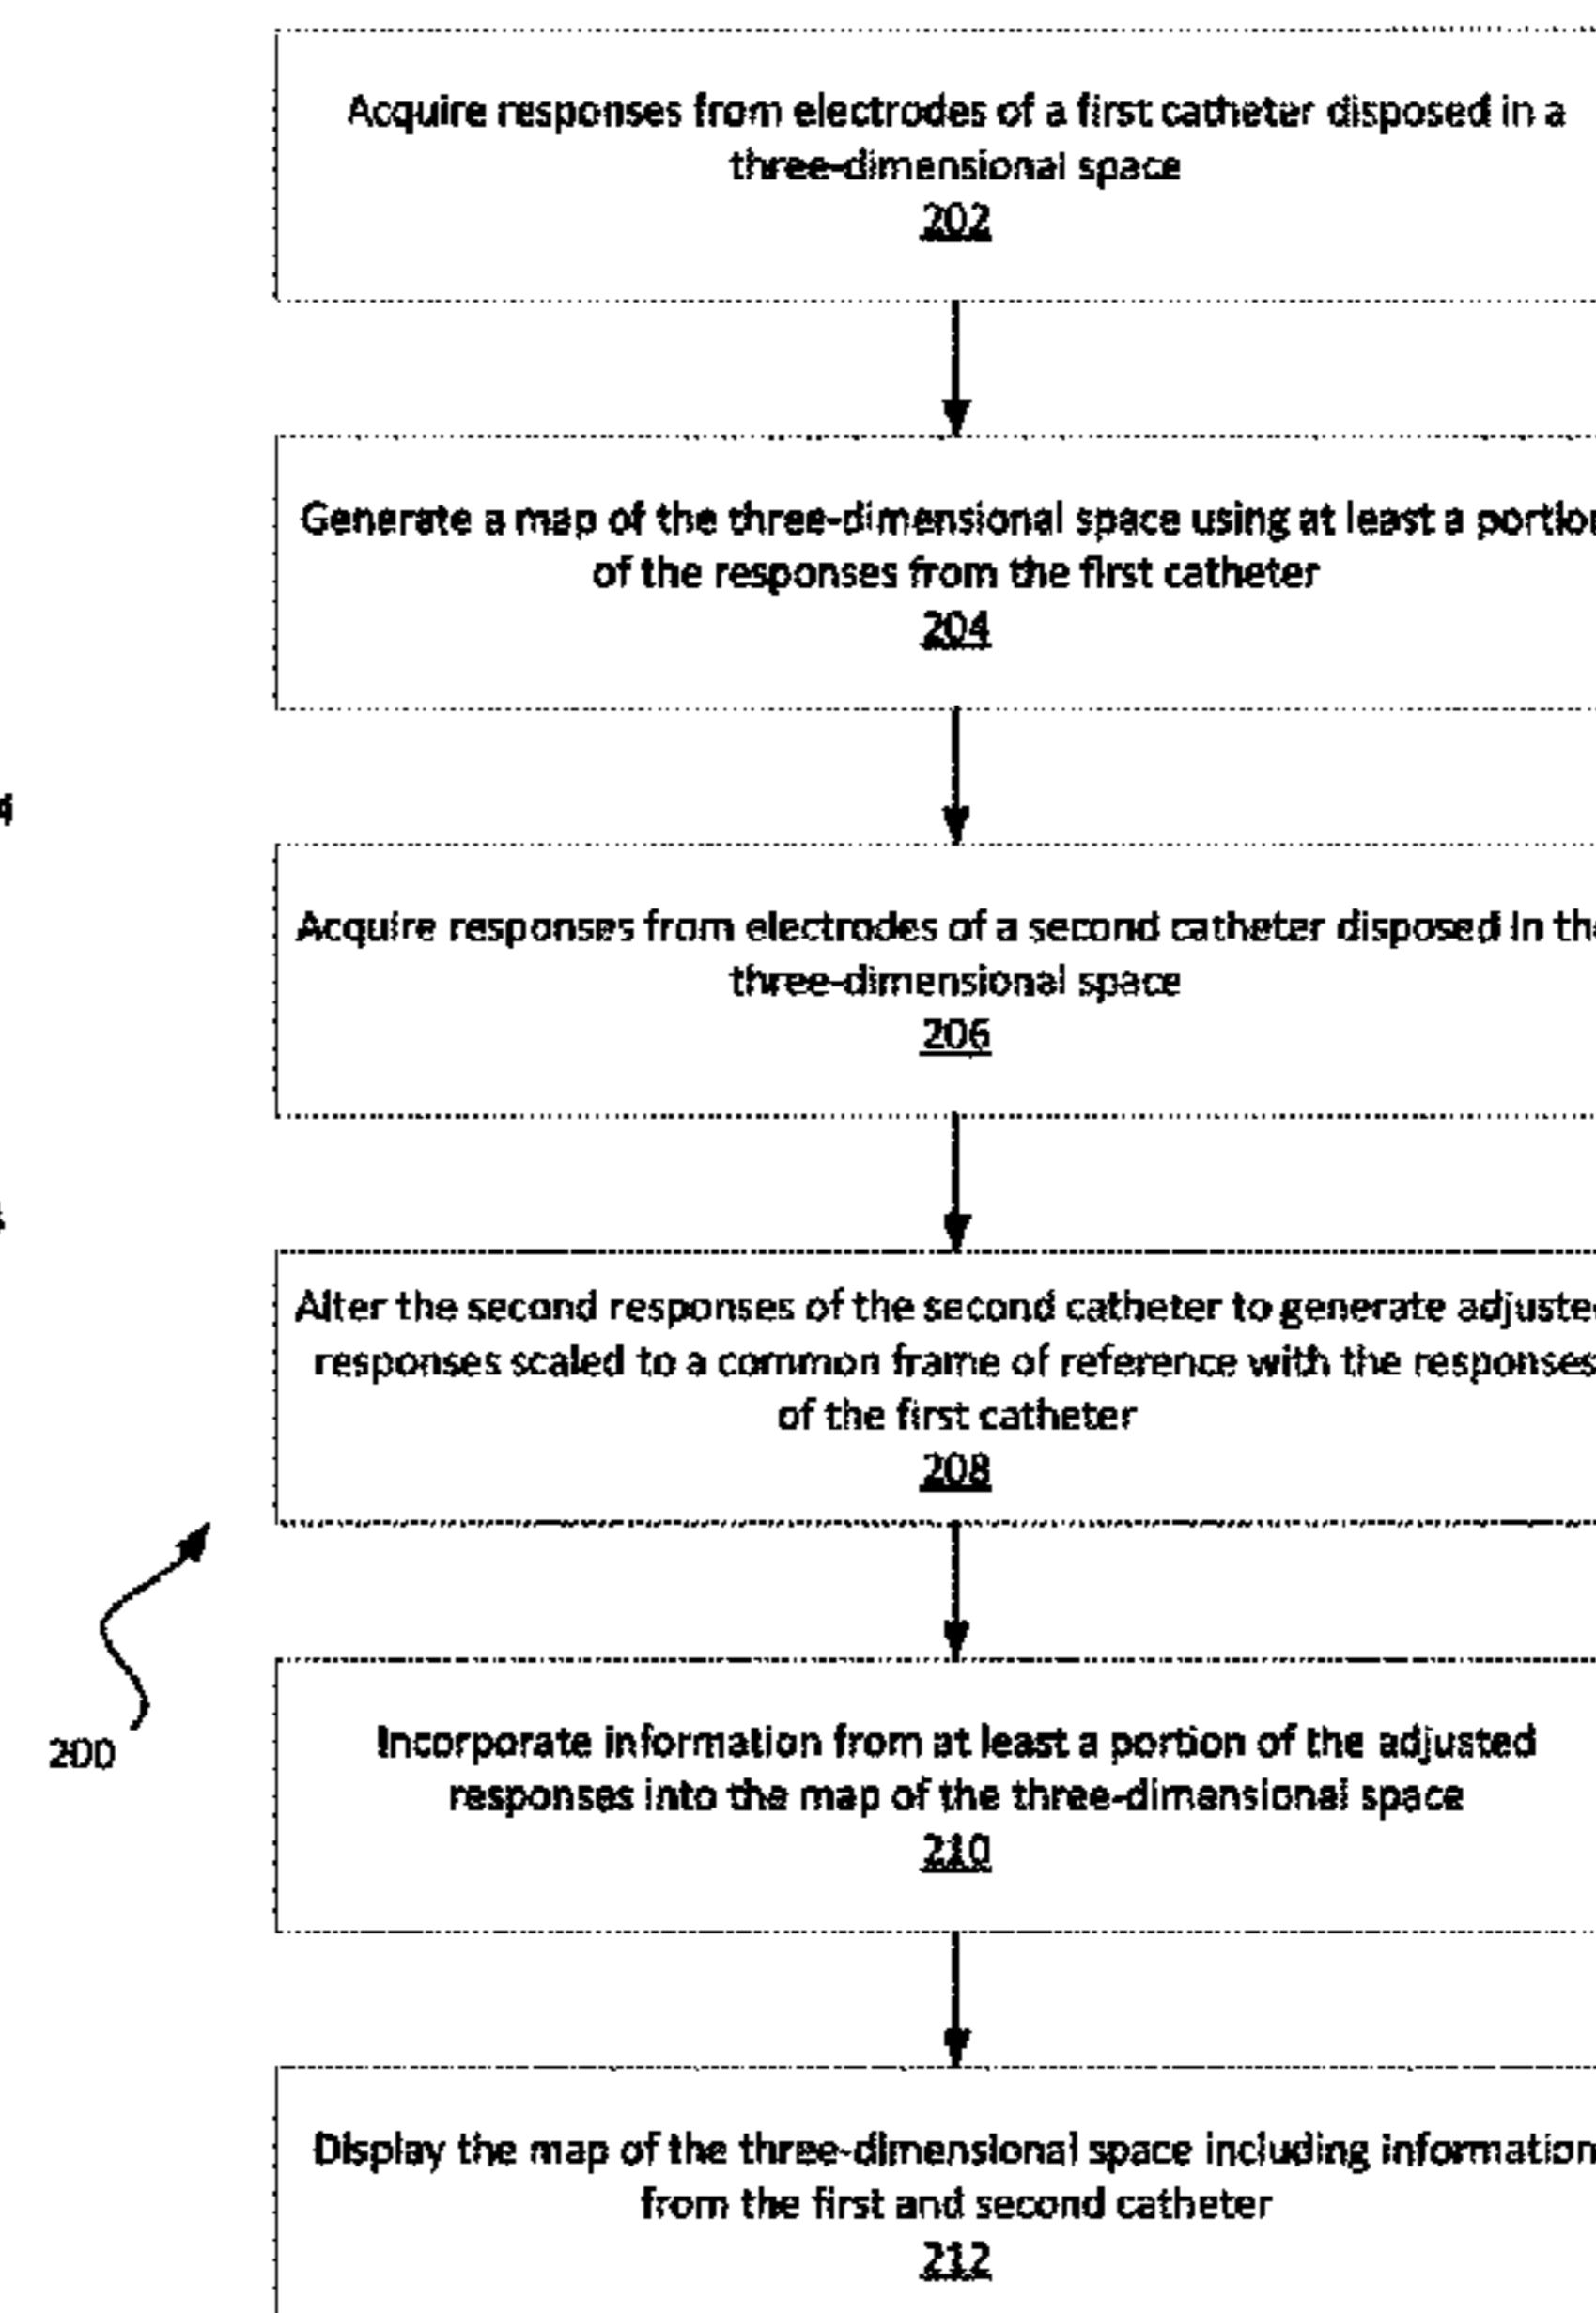 Acquire responses from electrodes of a first catheter disposed in a
three-dimensional space
202
Generate a map of the three-dimensional space using at least a portion
of the responses from the first catheter
204
4
Acquire responses from electrodes of a second catheter disposed in the
three-dimensional space
206
Alter the second responses of the second catheter to generate adjusted
responses scaled to a common frame of reference with the responses
of the first catheter
208
200
Incorporate information from at least a portion of the adjusted
responses into the map of the three-dimensional space
210
Display the map of the three-dimensional space including information
from the first and second catheter
212